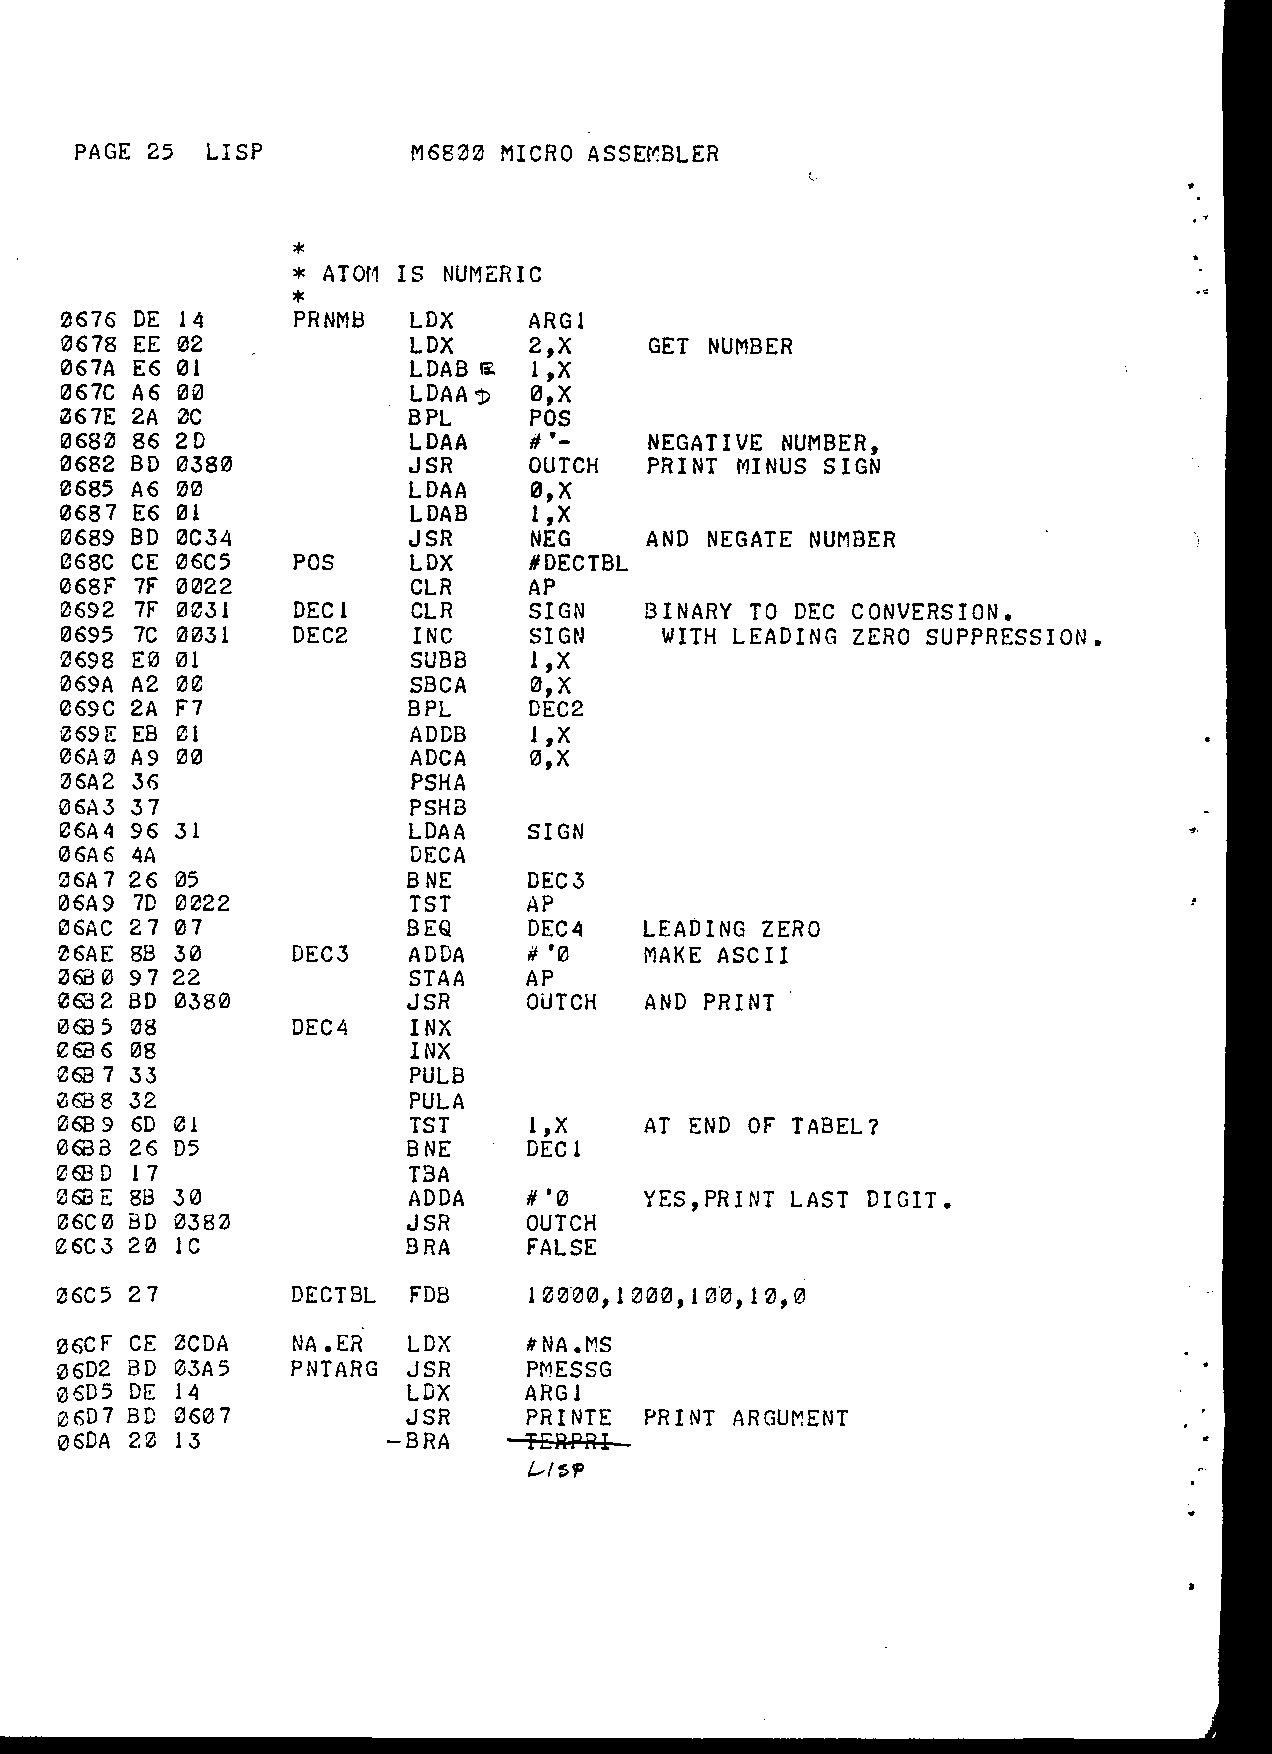 PAGE 25 LISP M6800 MICRO ASSEMBLER
*
* ATOM IS NUMERIC
*
0676 DE 14 PRNMB LDX ARG1
0678 EE 02 LDX 2,X GET NUMBER
067A E6 01 LDAB E 1,X
067C A6 00 LDAA D 0,X
067E 2A 0C BPL POS
0680 86 2D LDAA #'- NEGATIVE NUMBER,
0682 BD 0380 JSR OUTCH PRINT MINUS SIGN
0685 A6 00 LDAA 0,X
0687 E6 01 LDAB 1,X
0689 BD 0C34 JSR NEG AND NEGATE NUMBER
068C CE 06C5 POS LDX #DECTBL
068F 7F 0022 CLR AP
0692 7F 0031 DEC1 CLR SIGN BINARY TO DEC CONVERSION.
0695 7C 0031 DEC2 INC SIGN WITH LEADING ZERO SUPPRESSION.
0698 E0 01 SUBB 1,X
069A A2 00 SBCA 0,X
069C 2A F7 BPL DEC2
069E EB 01 ADDB 1,X
06A0 A9 00 ADCA 0,X
06A2 36 PSHA
06A3 37 PSHB
06A4 96 31 LDAA SIGN
06A6 4A DECA
06A7 26 05 BNE DEC3
06A9 7D 0022 TST AP
06AC 27 07 BEQ DEC4 LEADING ZERO
06AE 8B 30 DEC3 ADDA #'0 MAKE ASCII
06B0 97 22 STAA AP
06B2 BD 0380 JSR OUTCH AND PRINT
06B5 08 DEC4 INX
06B6 08 INX
06B7 33 PULB
06B8 32 PULA
06B9 6D 01 TST 1,X AT END OF TABEL?
06BB 26 D5 BNE DEC1
06BD 17 TBA
06BE 8B 30 ADDA #'0 YES,PRINT LAST DIGIT.
06C0 BD 0380 JSR OUTCH
06C3 20 1C BRA FALSE
06C5 27 DECTBL FDB 10000,1000,100,10,0
06CF CE 0CDA NA.ER LDX #NA.MS
06D2 BD 03A5 PNTARG JSR PMESSG
06D5 DE 14 LDX ARG1
06D7 BD 0607 JSR PRINTE PRINT ARGUMENT
06DA 20 13 -BRA TERPRI
LISP